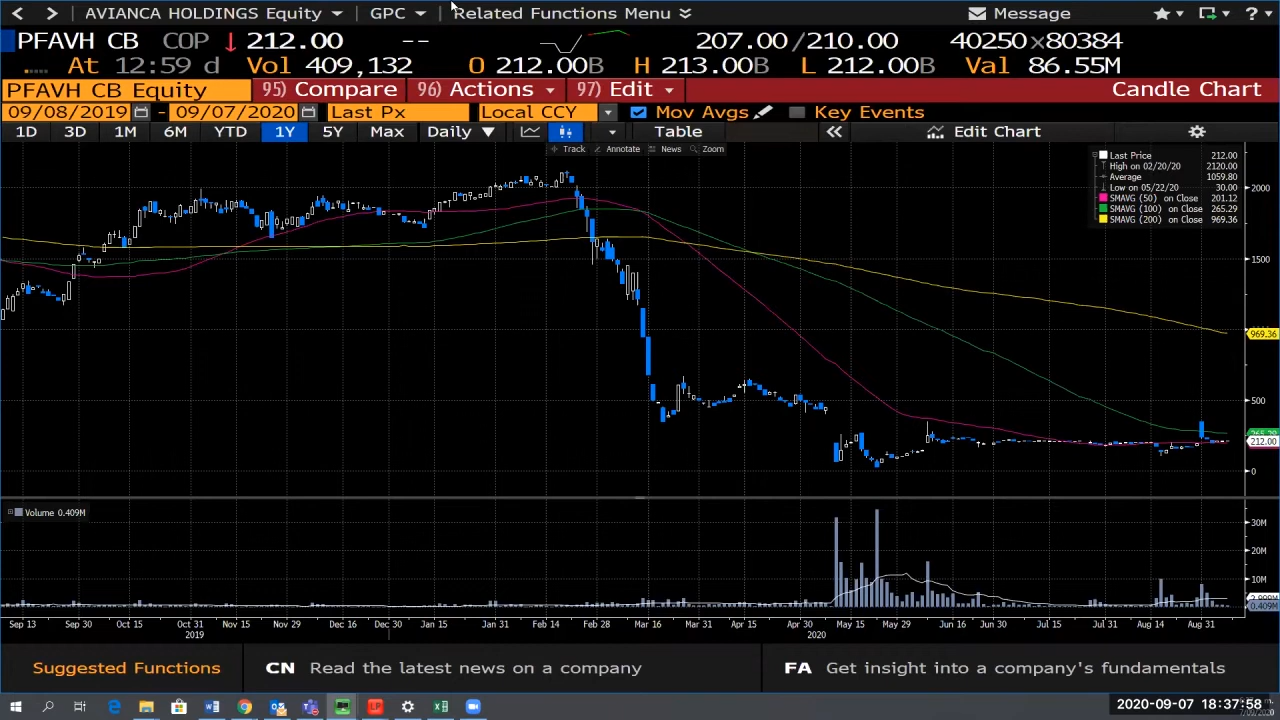 AVIANCA HOLDINGS Equity GPC Related Functions Menu Message ?
PFAVH CB COP 212.00 -- 207.00/210.00 40250x80384
At 12:59 d Vol 409,132 O 212.00B H 213.00B L 212.00B Val 86.55M
PFAVH CB Equity 95) Compare 96) Actions 97) Edit Candle Chart
09/08/2019 - 09/07/2020 Last Px Local CCY Mov Avgs Key Events
1D 3D 1M 6M YTD 1Y 5Y Max Daily Table Edit Chart
Track Annotate News Zoom
Last Price 212.00
High on 02/20/20 2120.00
Average 1059.80
Low on 05/22/20 30.00
SMAVG (50) on Close 201.12
SMAVG (100) on Close 265.29
SMAVG (200) on Close 969.36
2000
1500
969.36
500
265.29
212.00
0
Volume 0.409M
30M
20M
10M
0.409M
Sep 13 Sep 30 Oct 15 Oct 31 Nov 15 Nov 29 Dec 16 Dec 30 Jan 15 Jan 31 Feb 14 Feb 28 Mar 16 Mar 31 Apr 15 Apr 30 May 15 May 29 Jun 16 Jun 30 Jul 15 Jul 31 Aug 14 Aug 31
2019 2020
Suggested Functions CN Read the latest news on a company FA Get insight into a company's fundamentals
2020-09-07 18:37:58